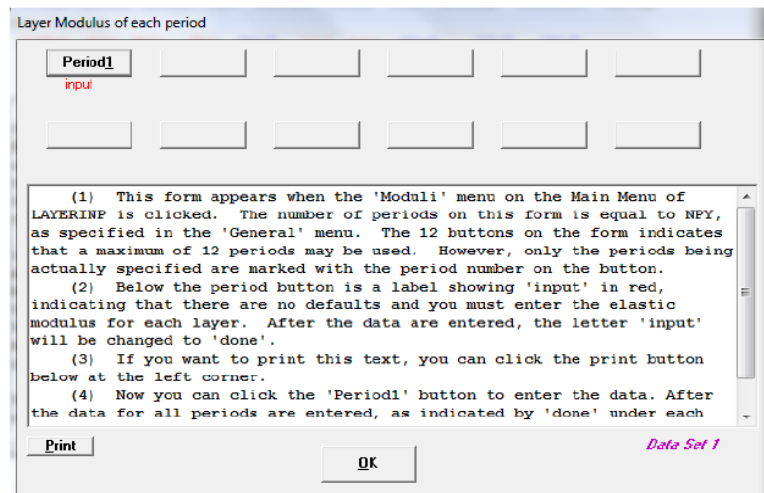 Layer Modulus of each period
Period1
input
(1) This form appears when the 'Moduli' menu on the Main Menu of
LAYERINP is clicked. The number of periods on this form is equal to NPY,
as specified in the 'General' menu. The 12 buttons on the form indicates
that a maximum of 12 periods may be used. However, only the periods being
actually specified are marked with the period number on the button.
(2) Below the period button is a label showing 'input' in red,
indicating that there are no defaults and you must enter the elastic
modulus for each layer. After the data are entered, the letter 'input'
will be changed to 'done'.
(3) If you want to print this text, you can click the print button
below at the left corner.
(4) Now you can click the 'Period1' button to enter the data. After
the data for all periods are entered, as indicated by 'done' under each
Print
OK
Data Set 1